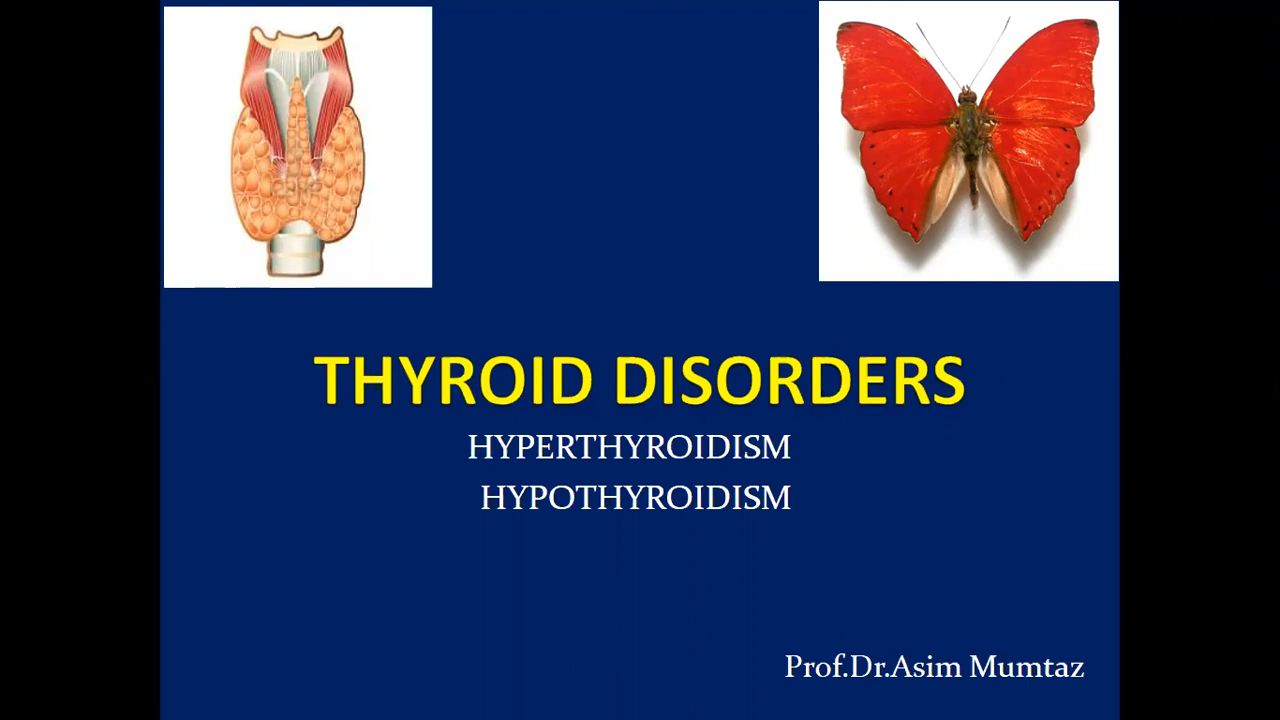 THYROID DISORDERS
HYPERTHYROIDISM
HYPOTHYROIDISM
Prof.Dr.Asim Mumtaz